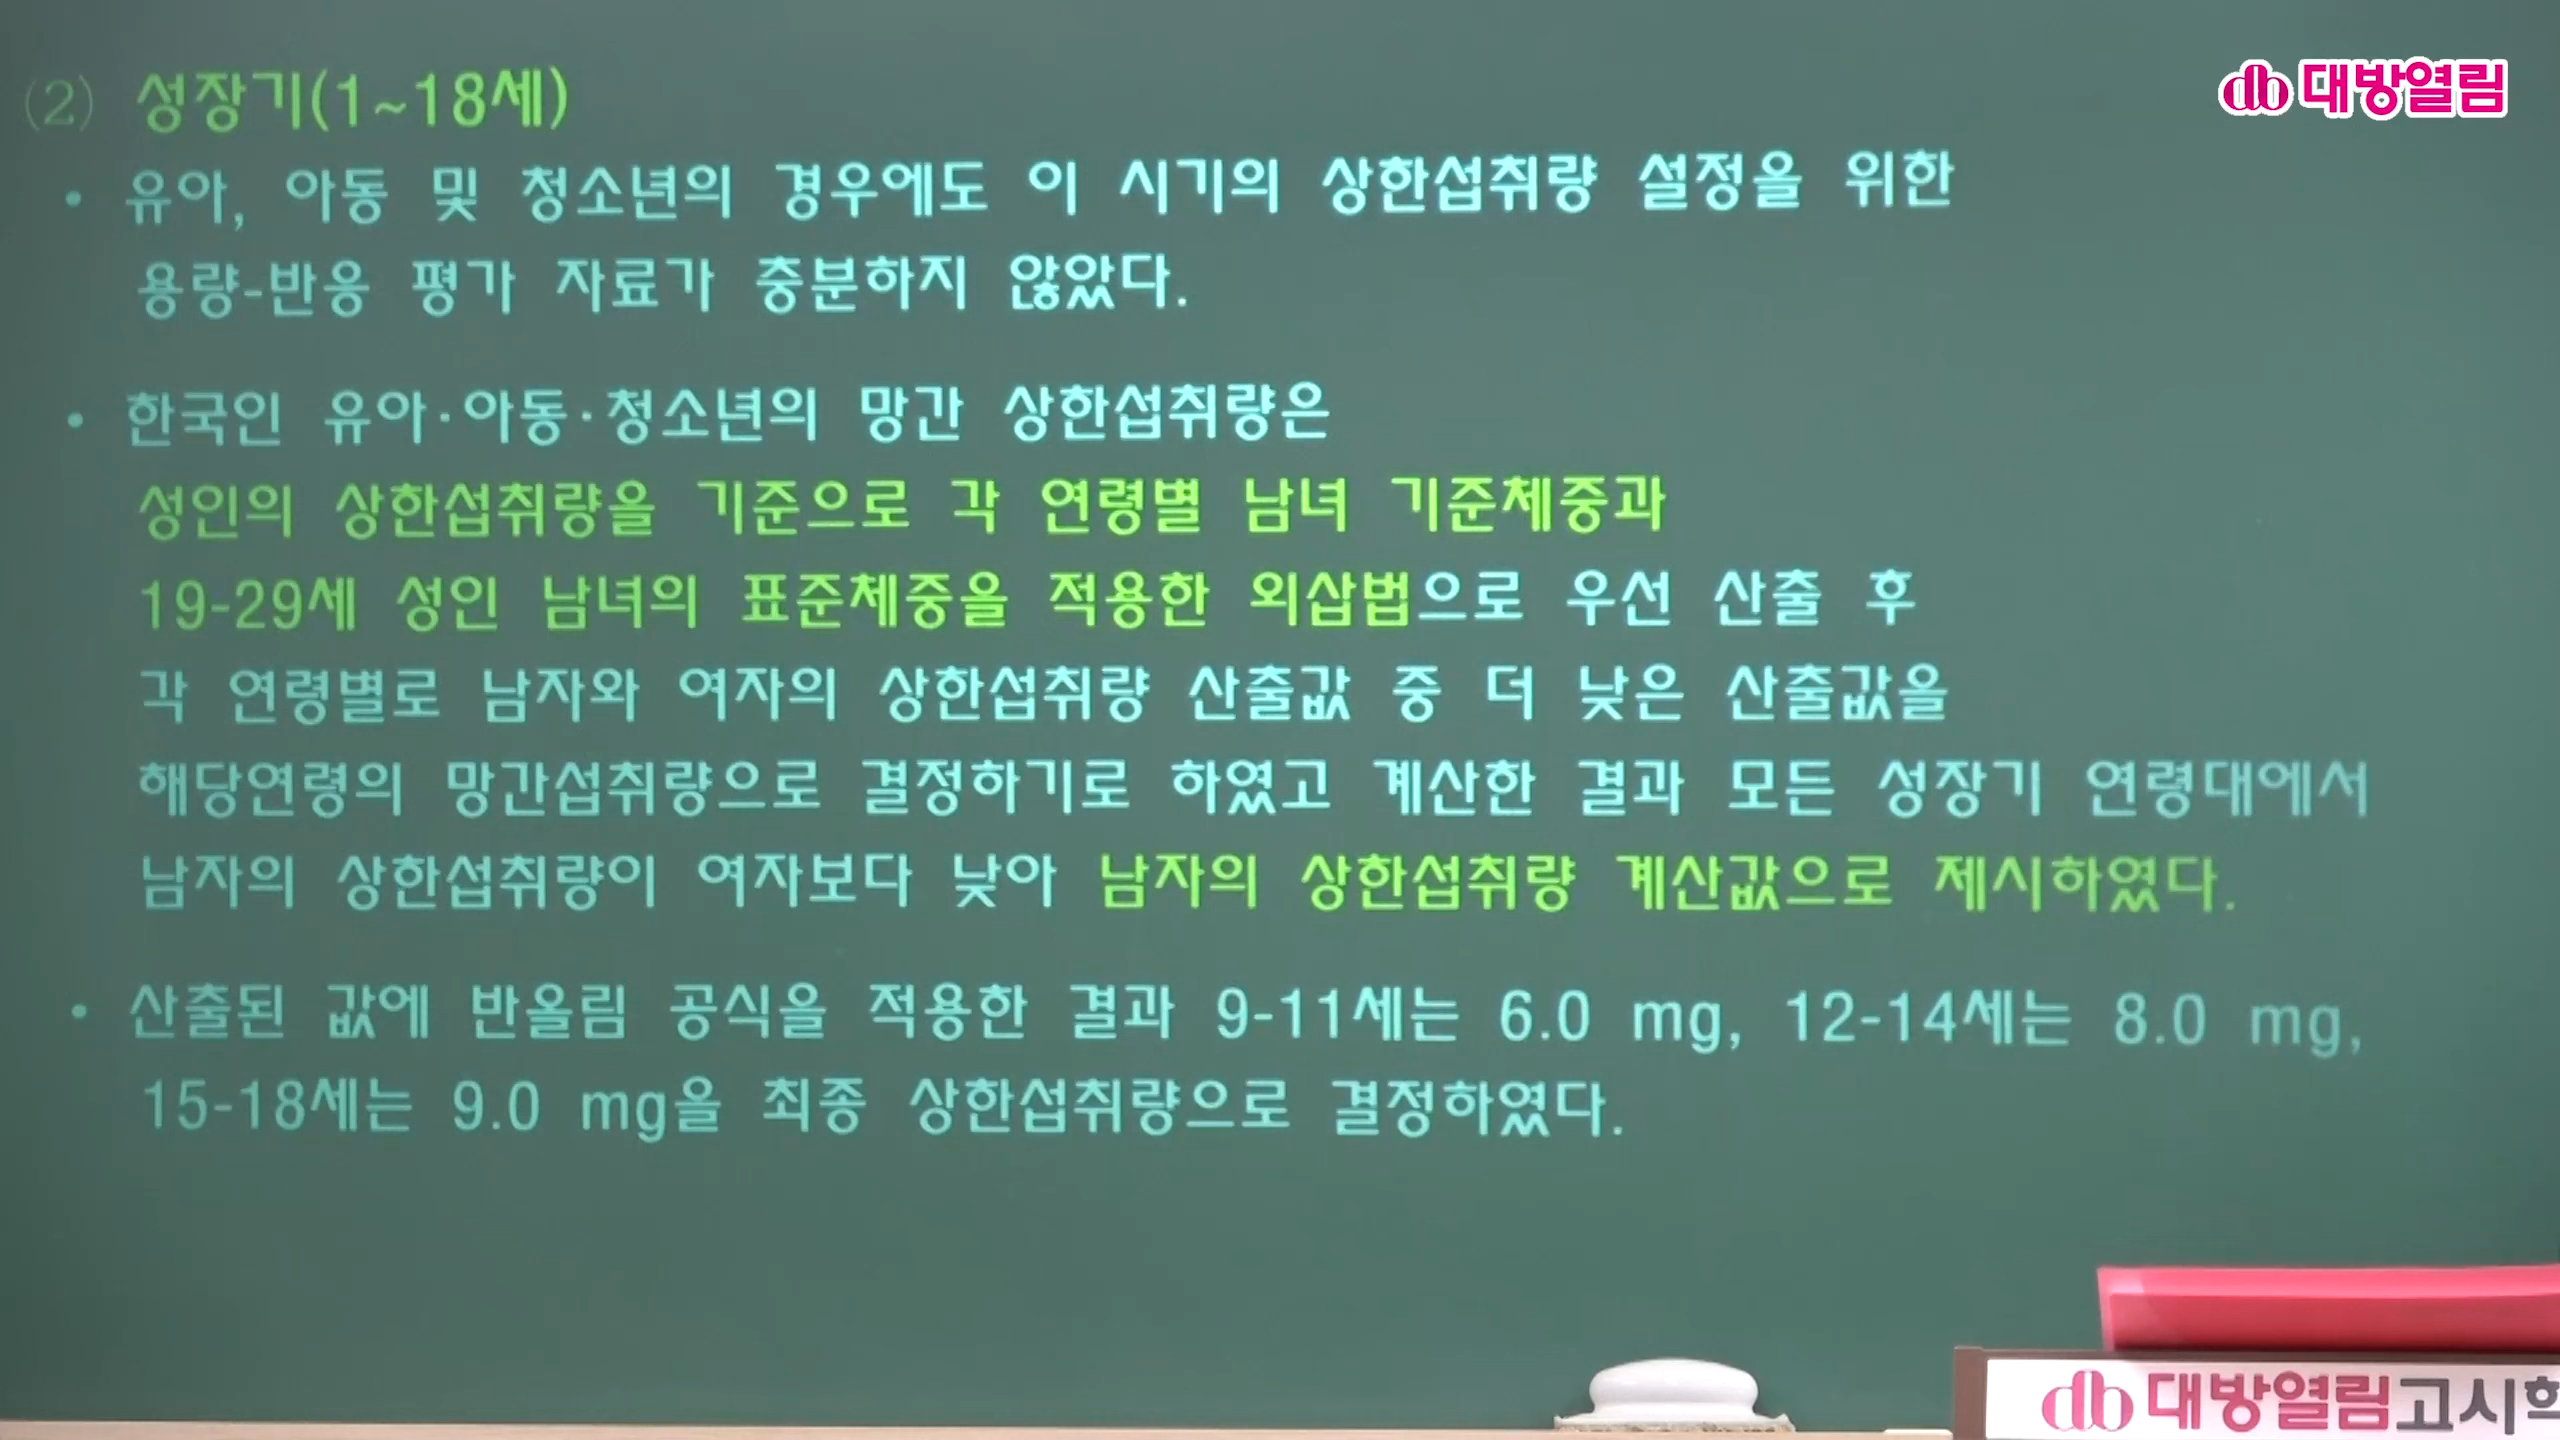 (2) 성장기(1~18세)
대방열림
• 유아, 아동 및 청소년의 경우에도 이 시기의 상한섭취량 설정을 위한
용량-반응 평가 자료가 충분하지 않았다.
• 한국인 유아·아동·청소년의 망간 상한섭취량은
성인의 상한섭취량을 기준으로 각 연령별 남녀 기준체중과
19-29세 성인 남녀의 표준체중을 적용한 외삽법으로 우선 산출 후
각 연령별로 남자와 여자의 상한섭취량 산출값 중 더 낮은 산출값을
해당연령의 망간섭취량으로 결정하기로 하였고 계산한 결과 모든 성장기 연령대에서
남자의 상한섭취량이 여자보다 낮아 남자의 상한섭취량 계산값으로 제시하였다.
• 산출된 값에 반올림 공식을 적용한 결과 9-11세는 6.0 mg, 12-14세는 8.0 mg,
15-18세는 9.0 mg을 최종 상한섭취량으로 결정하였다.
대방열림고시